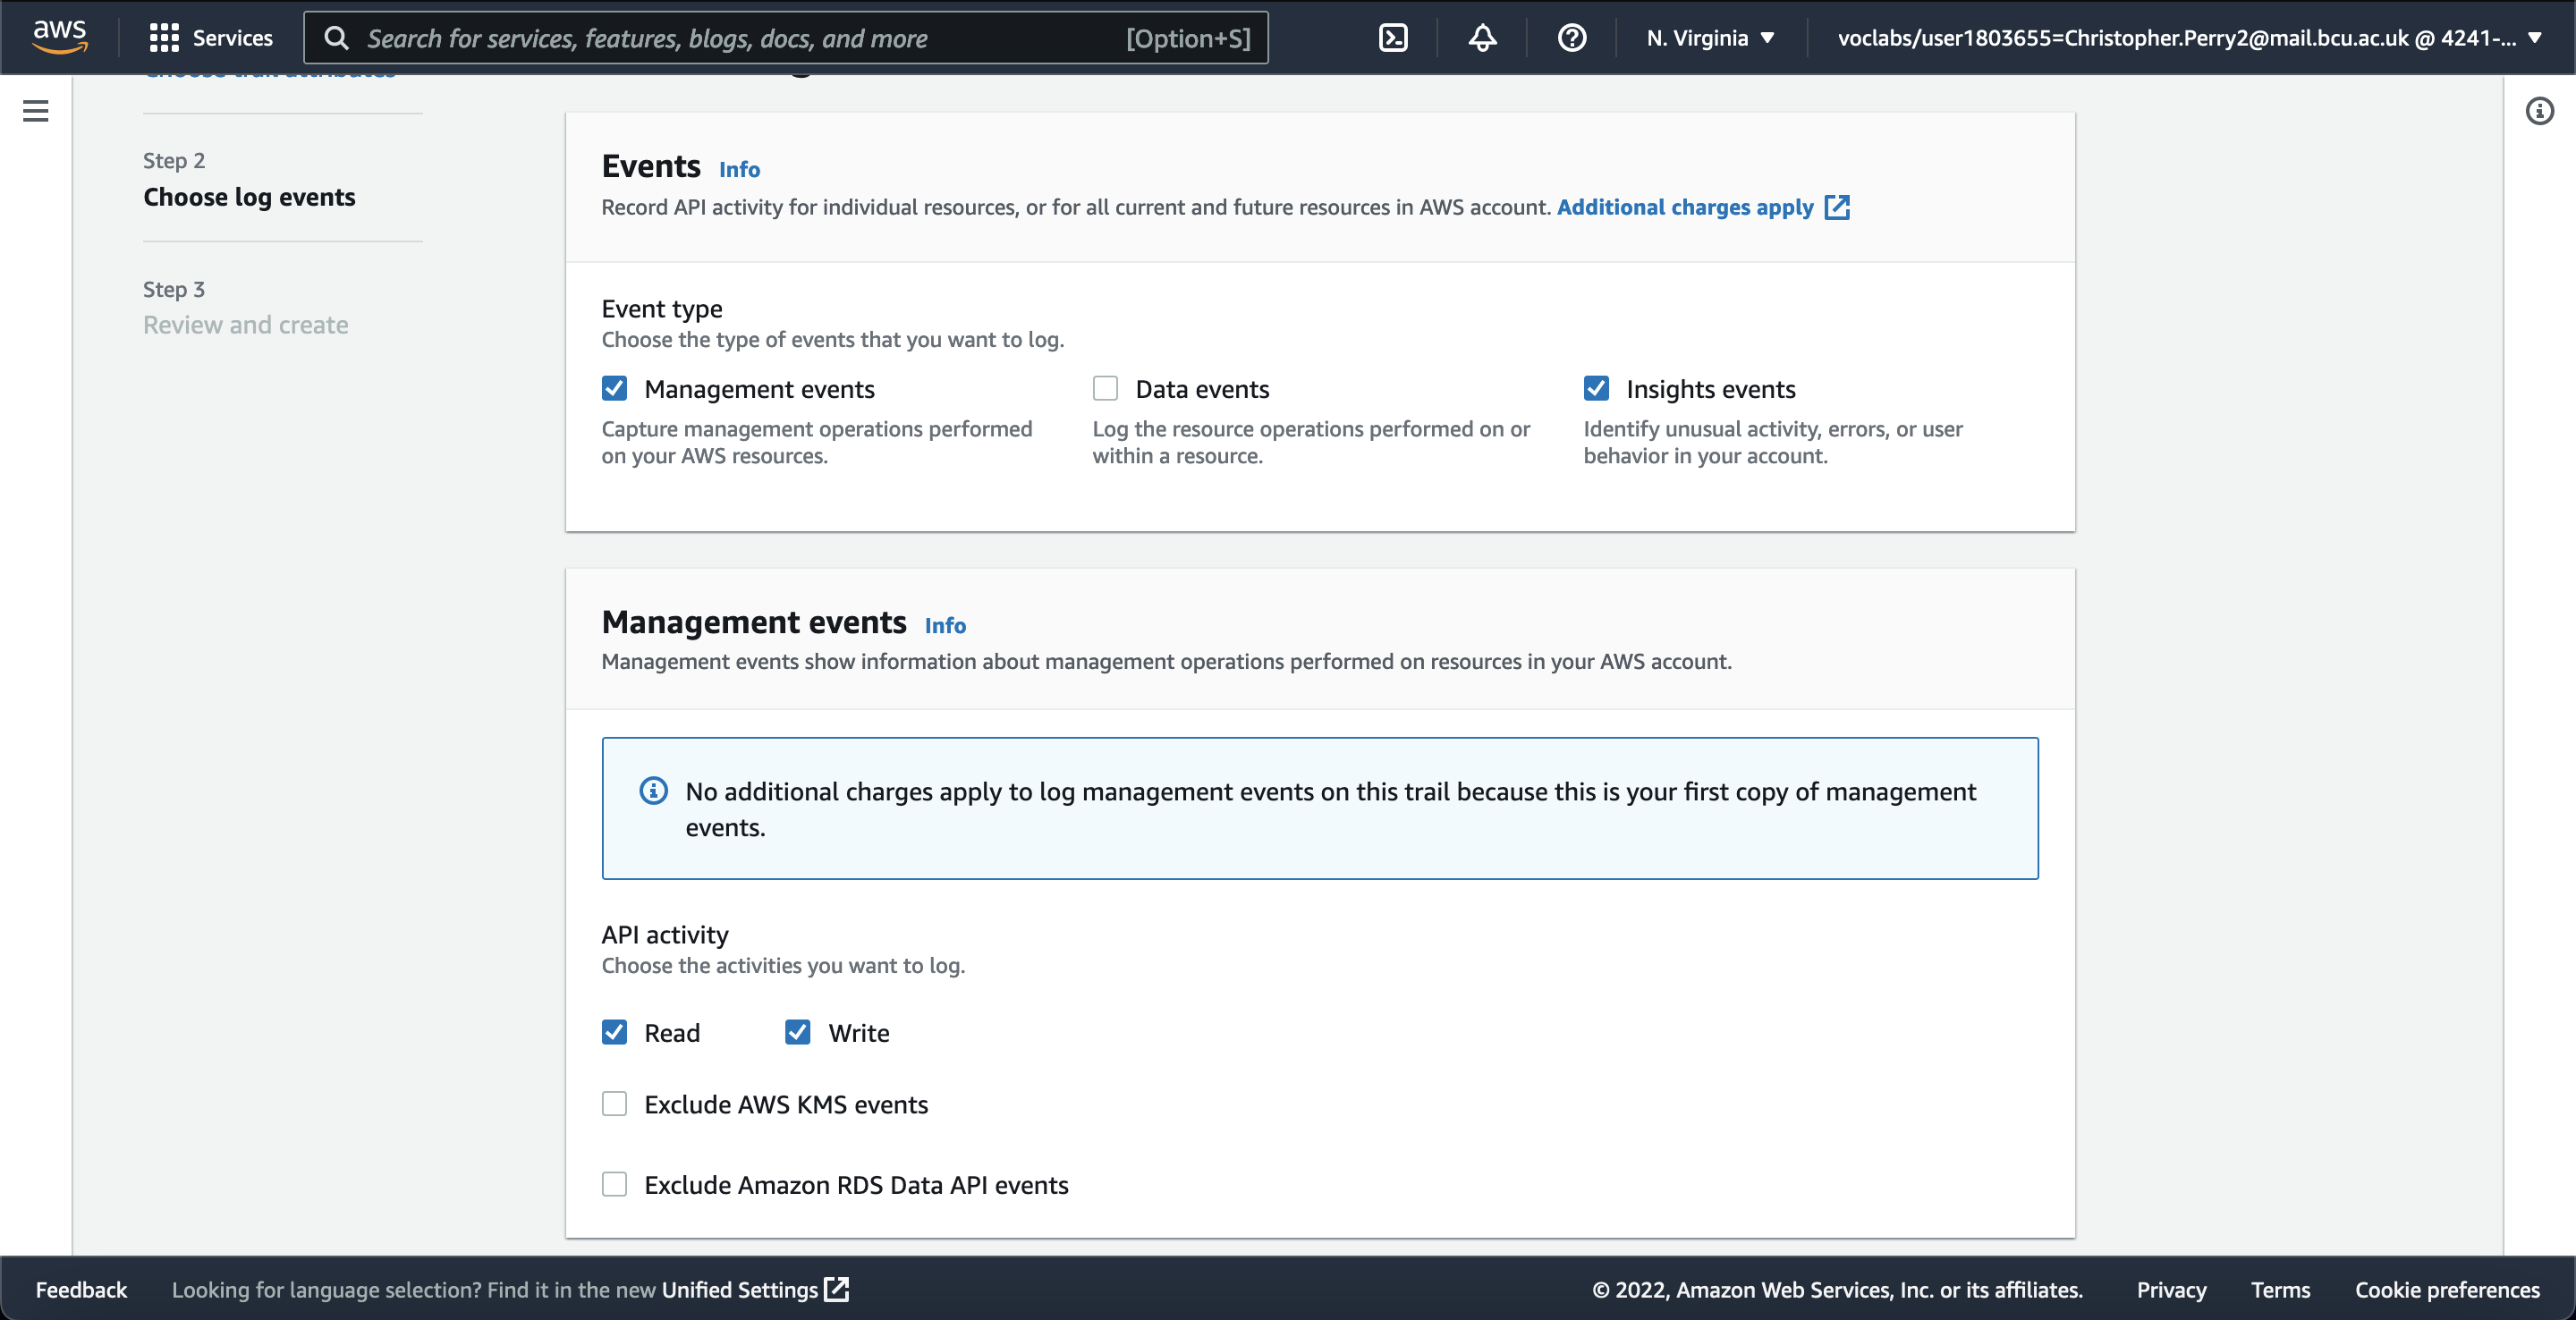 aws
Services
Search for services, features, blogs, docs, and more
[Option+S]
N. Virginia
voclabs/user1803655=Christopher.Perry2@mail.bcu.ac.uk @ 4241-...
Choose trail attributes
Step 2
Choose log events
Step 3
Review and create
Events Info
Record API activity for individual resources, or for all current and future resources in AWS account. Additional charges apply
Event type
Choose the type of events that you want to log.
Management events
Capture management operations performed
on your AWS resources.
Data events
Log the resource operations performed on or
within a resource.
Insights events
Identify unusual activity, errors, or user
behavior in your account.
Management events Info
Management events show information about management operations performed on resources in your AWS account.
No additional charges apply to log management events on this trail because this is your first copy of management
events.
API activity
Choose the activities you want to log.
Read
Write
Exclude AWS KMS events
Exclude Amazon RDS Data API events
Feedback
Looking for language selection? Find it in the new Unified Settings
© 2022, Amazon Web Services, Inc. or its affiliates.
Privacy
Terms
Cookie preferences